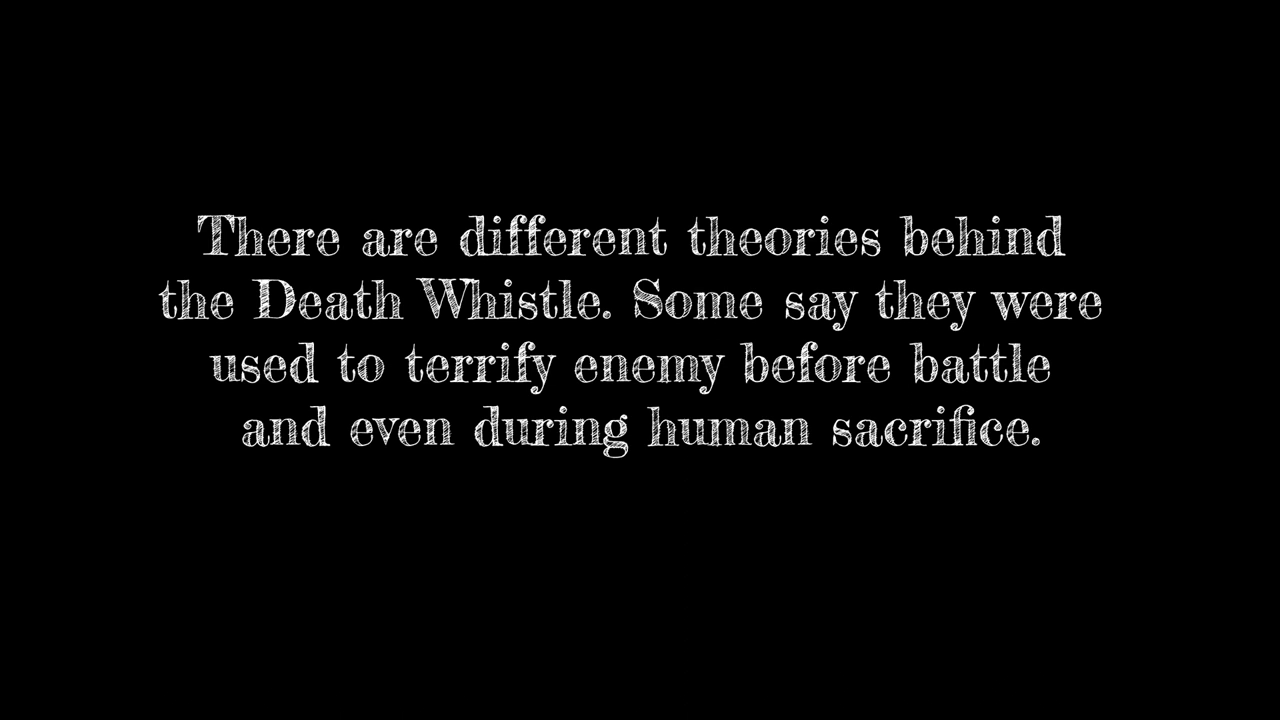 There are different theories behind
the Death Whistle. Some say they were
used to terrify enemy before battle
and even during human sacrifice.